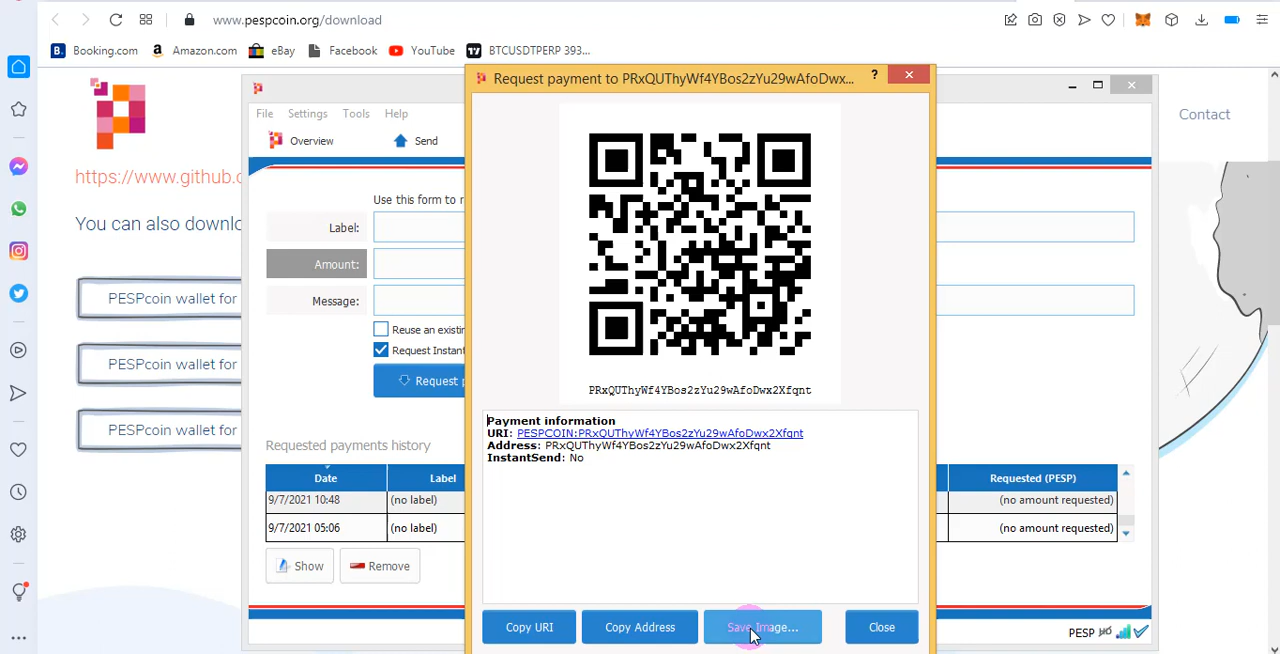 www.pespcoin.org/download
Booking.com
Amazon.com
eBay
Facebook
YouTube
BTCUSDTPERP 393...
Request payment to PRxQUThyWf4YBos2zYu29wAfoDwx...
?
Contact
File Settings Tools Help
Overview
Send
https://www.github.c
Use this form to r
You can also downlo
Label:
Amount:
PESPcoin wallet for
Message:
Reuse an existin
Request Instant
PESPcoin wallet for
Request p
PRxQUThyWf4YBos2zYu29wAfoDwx2Xfqnt
Payment information
URI: PESPCOIN:PRxQUThyWf4YBos2zYu29wAfoDwx2Xfqnt
Address: PRxQUThyWf4YBos2zYu29wAfoDwx2Xfqnt
InstantSend: No
PESPcoin wallet for
Requested payments history
Date Label Requested (PESP)
9/7/2021 10:48 (no label) (no amount requested)
9/7/2021 05:06 (no label) (no amount requested)
Show
Remove
Copy URI
Copy Address
Save Image...
Close
PESP HD